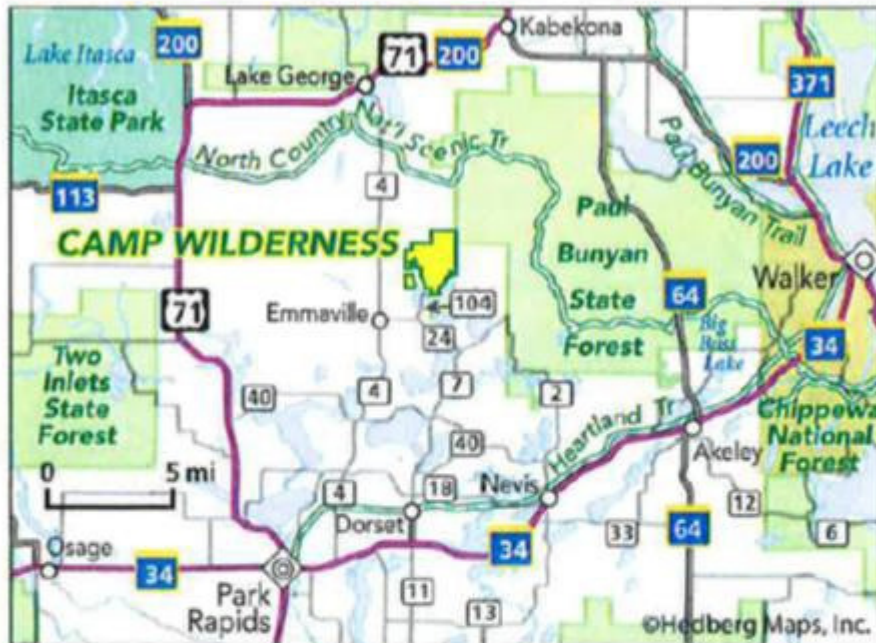 200
71
200
Kabekona
Lake Itasca
Lake George
Itasca
State Park
371
Leech
Lake
North Country Nat'l Scenic Tr
Paul Bunyan Trail
200
4
113
CAMP WILDERNESS
Paul
Bunyan
State
Forest
Walker
71
Emmaville
104
64
24
Big
Bass
Lake
34
Two
Inlets
State
Forest
40
4
7
2
Heartland Tr
Chippewa
National
Forest
40
Akeley
0
5 mi
4
18
Nevis
12
Dorset
33
64
6
Osage
34
34
Park
Rapids
11
13
©Hedberg Maps, Inc.